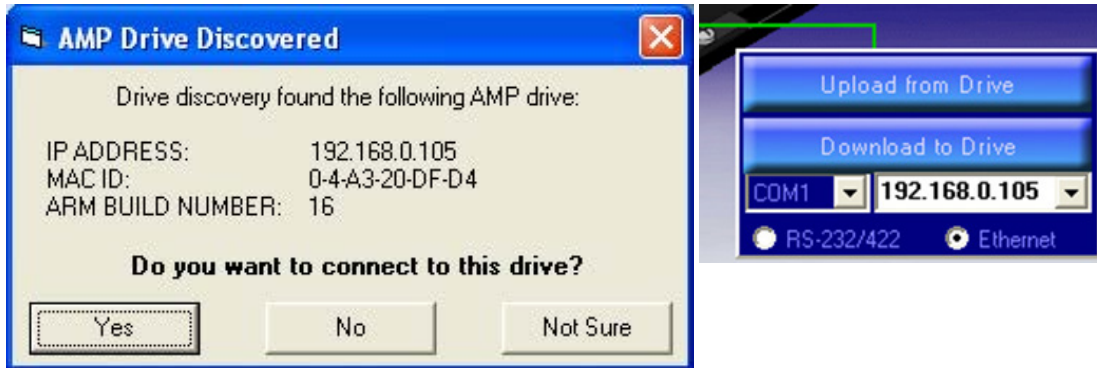 AMP Drive Discovered
Drive discovery found the following AMP drive:
IP ADDRESS: 192.168.0.105
MAC ID: 0-4-A3-20-DF-D4
ARM BUILD NUMBER: 16
Do you want to connect to this drive?
Yes No Not Sure
Upload from Drive
Download to Drive
COM1 192.168.0.105
RS-232/422 Ethernet